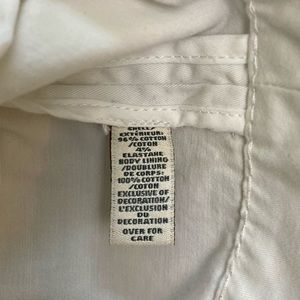 SHELL/
EXTÉRIEUR:
96% COTTON
/COTON
4%
ELASTANE
BODY LINING
/DOUBLURE
DE CORPS:
100% COTTON
/COTON
EXCLUSIVE OF
DECORATION/
L'EXCLUSION
DU
DECORATION
OVER FOR
CARE